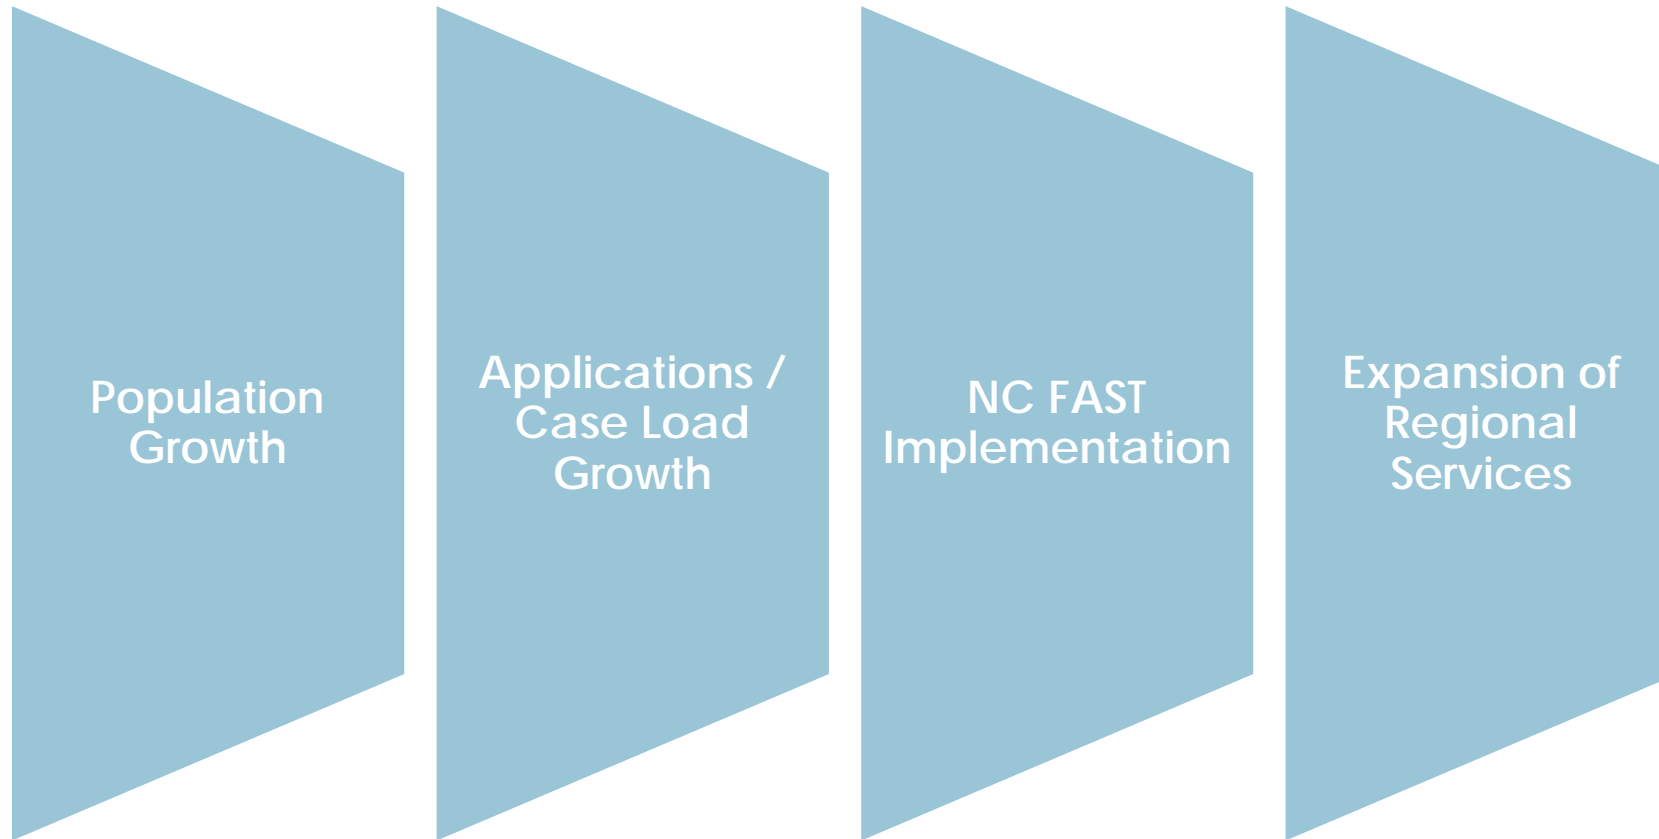 Population
Growth
Applications /
Case Load
Growth
NC FAST
Implementation
Expansion of
Regional
Services